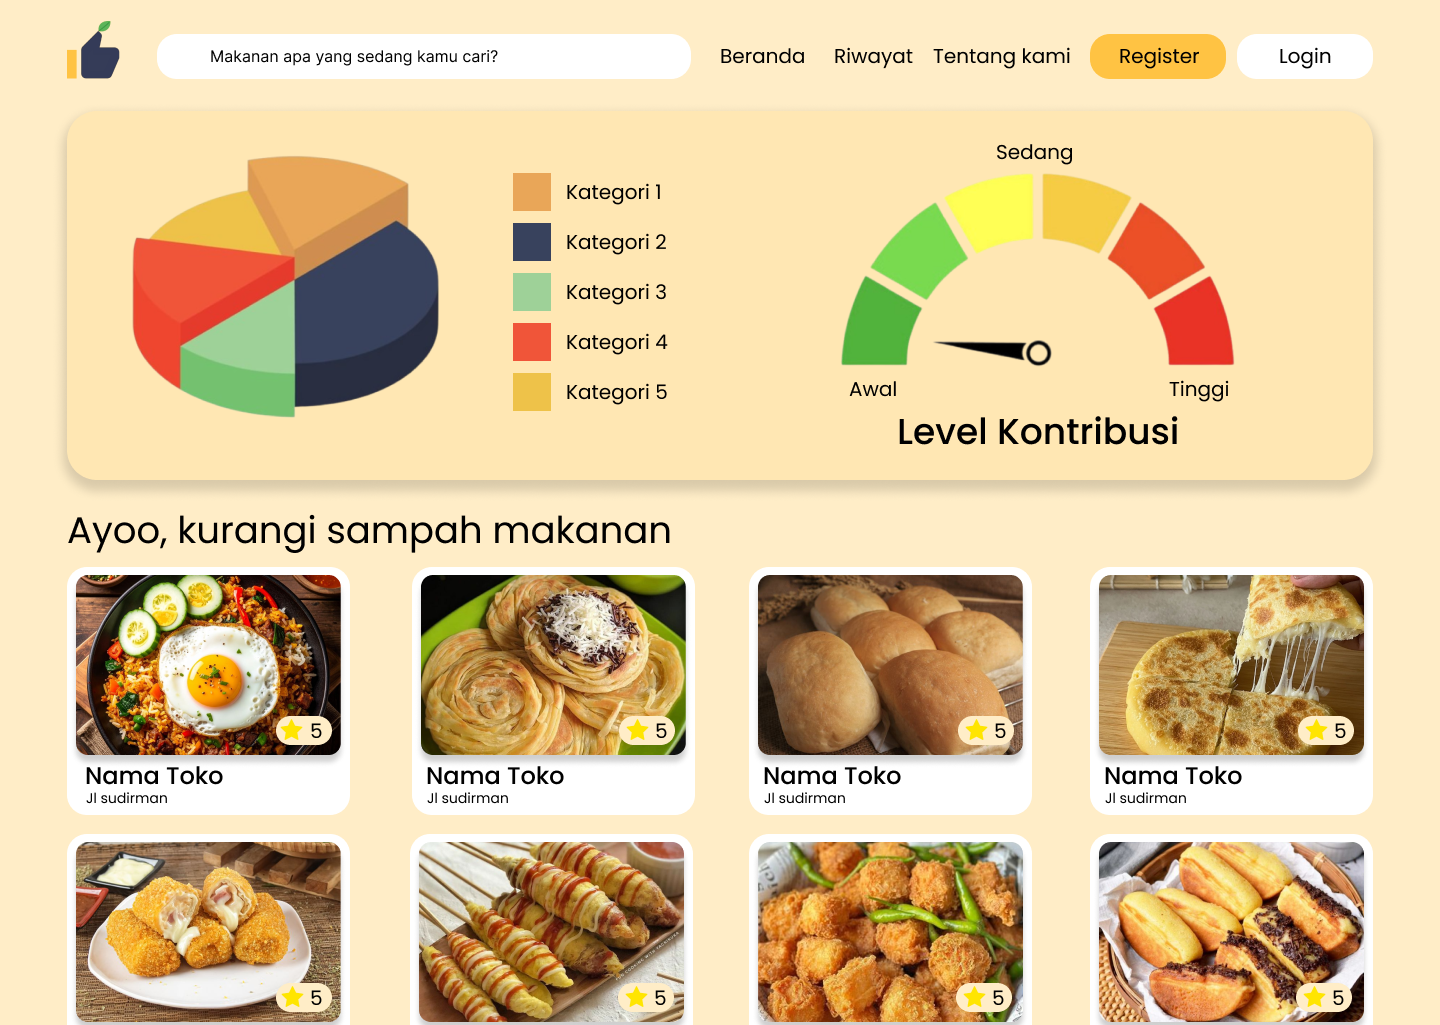 Makanan apa yang sedang kamu cari?
Beranda
Riwayat
Tentang kami
Register
Login
Kategori 1
Kategori 2
Kategori 3
Kategori 4
Kategori 5
Sedang
Awal
Tinggi
Level Kontribusi
Ayoo, kurangi sampah makanan
5
Nama Toko
Jl sudirman
5
Nama Toko
Jl sudirman
5
Nama Toko
Jl sudirman
5
Nama Toko
Jl sudirman
5
5
5
5